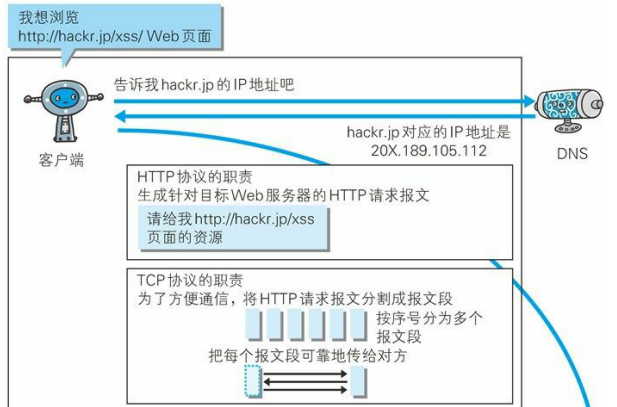 我想浏览
http://hackr.jp/xss/ Web页面
告诉我hackr.jp的IP地址吧
hackr.jp对应的IP地址是
20X.189.105.112
客户端
DNS
HTTP协议的职责
生成针对目标Web服务器的HTTP请求报文
请给我http://hackr.jp/xss
页面的资源
TCP协议的职责
为了方便通信，将HTTP请求报文分割成报文段
按序号分为多个
报文段
把每个报文段可靠地传给对方